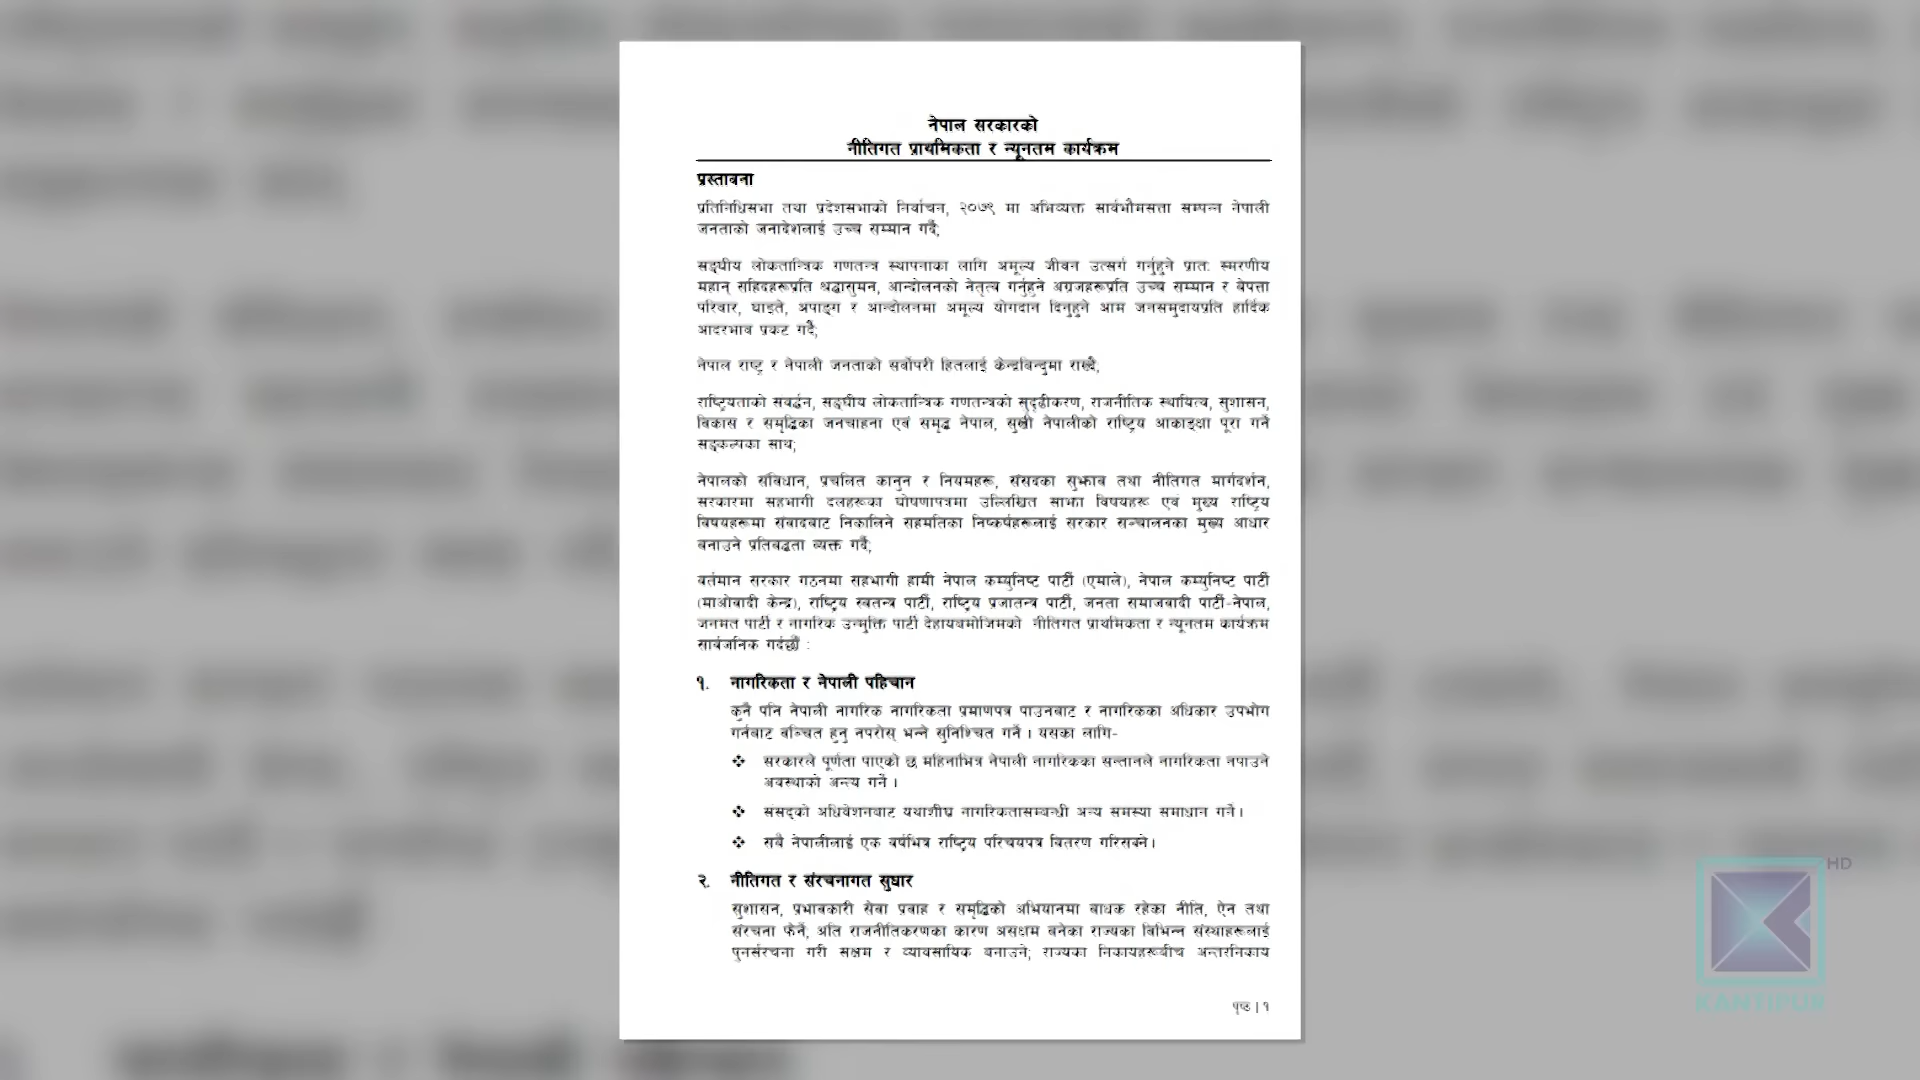 नेपाल सरकारको
नीतिगत प्राथमिकता र न्यूनतम कार्यक्रम
प्रस्तावना
प्रतिनिधिसभा तथा प्रदेशसभाको निर्वाचन, २०७९ मा अभिव्यक्त सार्वभौमसत्ता सम्पन्न नेपाली
जनताको जनादेशलाई उच्च सम्मान गर्दै;
सङ्घीय लोकतान्त्रिक गणतन्त्र स्थापनाका लागि अमूल्य जीवन उत्सर्ग गर्नुहुने प्रात: स्मरणीय
महान् सहिदहरूप्रति श्रद्धासुमन, आन्दोलनको नेतृत्व गर्नुहुने अग्रजहरूप्रति उच्च सम्मान र बेपत्ता
परिवार, घाइते, अपाङ्ग र आन्दोलनमा अमूल्य योगदान दिनुहुने आम जनसमुदायप्रति हार्दिक
आदरभाव प्रकट गर्दै;
नेपाल राष्ट्र र नेपाली जनताको सर्वोपरी हितलाई केन्द्रबिन्दुमा राख्दै,
राष्ट्रियताको सवर्द्धन, सङ्घीय लोकतान्त्रिक गणतन्त्रको सुदृढीकरण, राजनीतिक स्थायित्व, सुशासन,
विकास र समृद्धिका जनचाहना एवं समृद्ध नेपाल, सुखी नेपालीको राष्ट्रिय आकाङ्क्षा पूरा गर्ने
सङ्कल्पका साथ;
नेपालको संविधान, प्रचलित कानुन र नियमहरू, संसदका सुझाव तथा नीतिगत मार्गदर्शन,
सरकारमा सहभागी दलहरूका घोषणापत्रमा उल्लिखित साझा विषयहरू एवं मुख्य राष्ट्रिय
विषयहरूमा संवादबाट निकालिने सहमतिका निष्कर्षहरूलाई सरकार सञ्चालनका मुख्य आधार
बनाउने प्रतिबद्धता व्यक्त गर्दै;
वर्तमान सरकार गठनमा सहभागी हामी नेपाल कम्युनिष्ट पार्टी (एमाले), नेपाल कम्युनिष्ट पार्टी
(माओवादी केन्द्र), राष्ट्रिय स्वतन्त्र पार्टी, राष्ट्रिय प्रजातन्त्र पार्टी, जनता समाजवादी पार्टी-नेपाल,
जनमत पार्टी र नागरिक उन्मुक्ति पार्टी देहायबमोजिमको नीतिगत प्राथमिकता र न्यूनतम कार्यक्रम
सार्वजनिक गर्दछौं :
१. नागरिकता र नेपाली पहिचान
कुनै पनि नेपाली नागरिक नागरिकता प्रमाणपत्र पाउनबाट र नागरिकका अधिकार उपभोग
गर्नबाट वञ्चित हुनु नपरोस् भन्ने सुनिश्चित गर्ने । यसका लागि-
❖ सरकारले पूर्णता पाएको छ महिनाभित्र नेपाली नागरिकका सन्तानले नागरिकता नपाउने
अवस्थाको अन्त्य गर्ने ।
❖ संसद्को अधिवेशनबाट यथाशीघ्र नागरिकतासम्बन्धी अन्य समस्या समाधान गर्ने ।
❖ सबै नेपालीलाई एक वर्षभित्र राष्ट्रिय परिचयपत्र वितरण गरिसक्ने ।
२. नीतिगत र संरचनागत सुधार
सुशासन, प्रभावकारी सेवा प्रवाह र समृद्धिको अभियानमा बाधक रहेका नीति, ऐन तथा
संरचना फेर्ने, अति राजनीतिकरणका कारण असक्षम बनेका राज्यका विभिन्न संस्थाहरूलाई
पुनर्संरचना गरी सक्षम र व्यावसायिक बनाउने; राज्यका निकायहरूबीच अन्तरनिकाय
पृष्ठ | १
HD
KANTIPUR